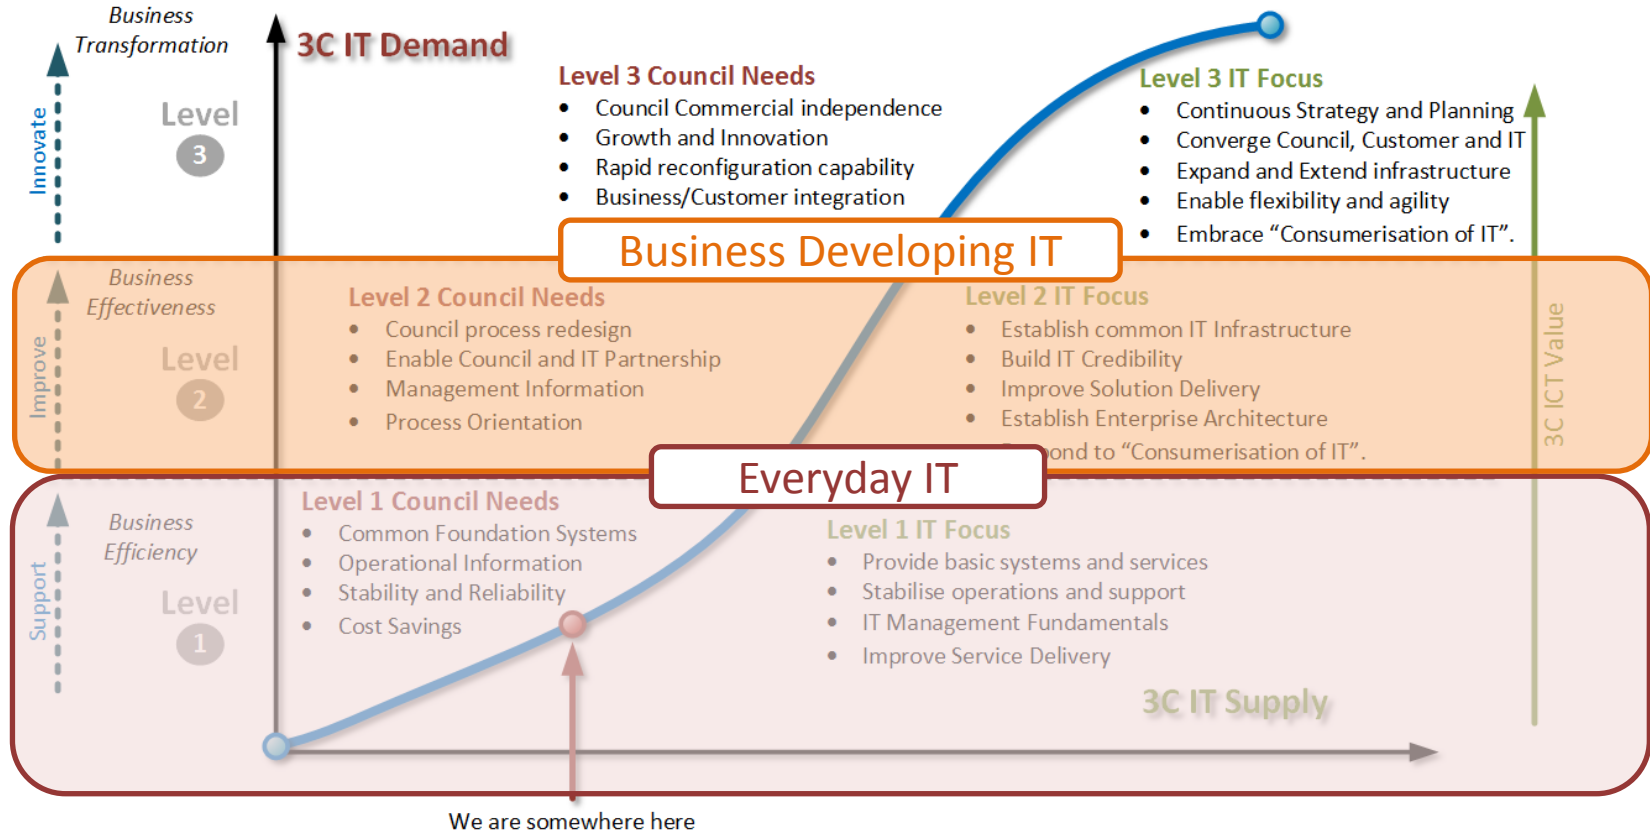 Business
Transformation
3C IT Demand
Innovate
Level
3
Level 3 Council Needs
• Council Commercial independence
• Growth and Innovation
• Rapid reconfiguration capability
• Business/Customer integration
Level 3 IT Focus
• Continuous Strategy and Planning
• Converge Council, Customer and IT
• Expand and Extend infrastructure
• Enable flexibility and agility
• Embrace “Consumerisation of IT”.
Business Developing IT
Business
Effectiveness
Improve
Level
2
Level 2 Council Needs
• Council process redesign
• Enable Council and IT Partnership
• Management Information
• Process Orientation
Level 2 IT Focus
• Establish common IT Infrastructure
• Build IT Credibility
• Improve Solution Delivery
• Establish Enterprise Architecture
to “Consumerisation of IT”.
3C ICT Value
Everyday IT
Business
Efficiency
Support
Level
1
Level 1 Council Needs
• Common Foundation Systems
• Operational Information
• Stability and Reliability
• Cost Savings
Level 1 IT Focus
• Provide basic systems and services
• Stabilise operations and support
• IT Management Fundamentals
• Improve Service Delivery
3C IT Supply
We are somewhere here